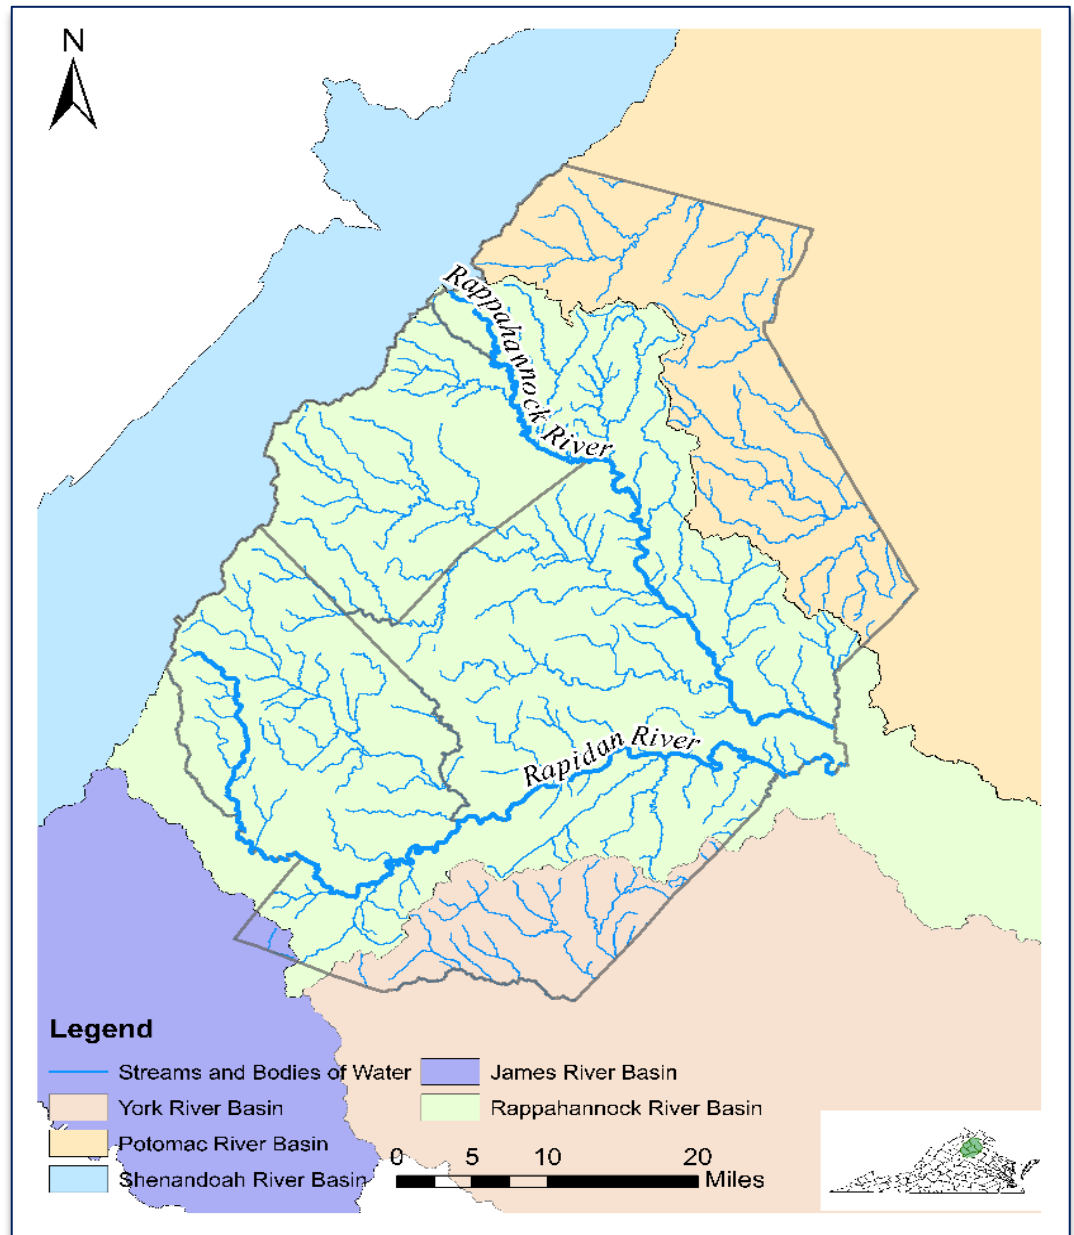 N
Rappahannock River
Rapidan River
Legend
Streams and Bodies of Water
York River Basin
Potomac River Basin
Shenandoah River Basin
James River Basin
Rappahannock River Basin
0 5 10 20
Miles